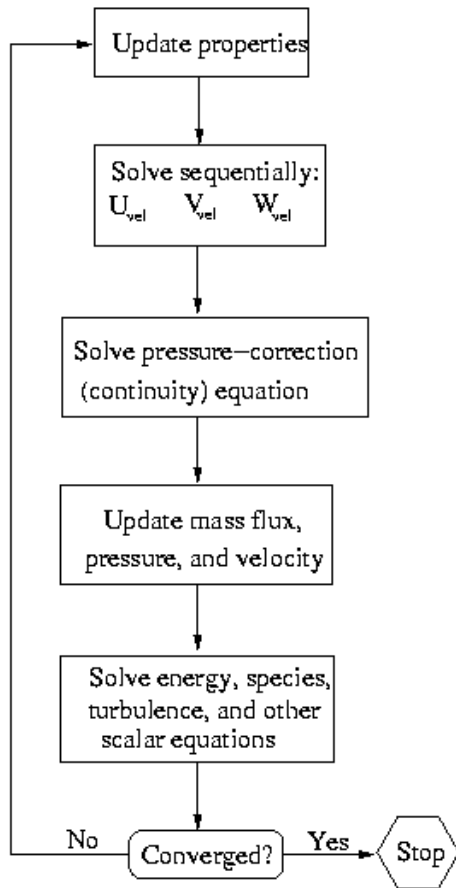 Update properties
Solve sequentially:
U_vel V_vel W_vel
Solve pressure–correction
(continuity) equation
Update mass flux,
pressure, and velocity
Solve energy, species,
turbulence, and other
scalar equations
No
Converged?
Yes
Stop